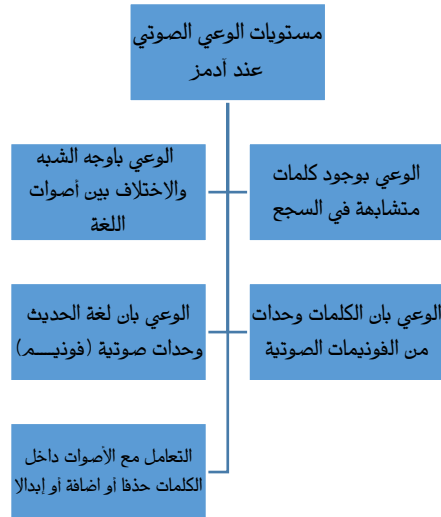 مستويات الوعي الصوتي
عند آدمز
الوعي بوجود كلمات
متشابهة في السجع
الوعي باوجه الشبه
والاختلاف بين أصوات
اللغة
الوعي بان الكلمات وحدات
من الفونيمات الصوتية
الوعي بان لغة الحديث
وحدات صوتية (فونيـــم)
التعامل مع الأصوات داخل
الكلمات حذفا أو اضافة أو إبدالا